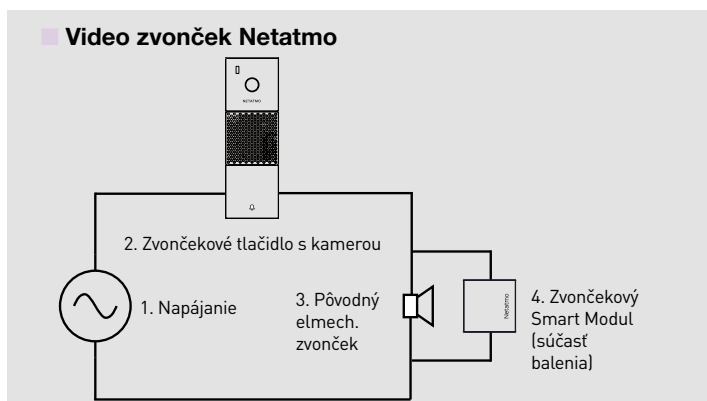 Video zvonček Netatmo
NETATMO
2. Zvončekové tlačidlo s kamerou
1. Napájanie
3. Pôvodný
elmech.
zvonček
Netatmo
4. Zvončekový
Smart Modul
(súčasť
balenia)